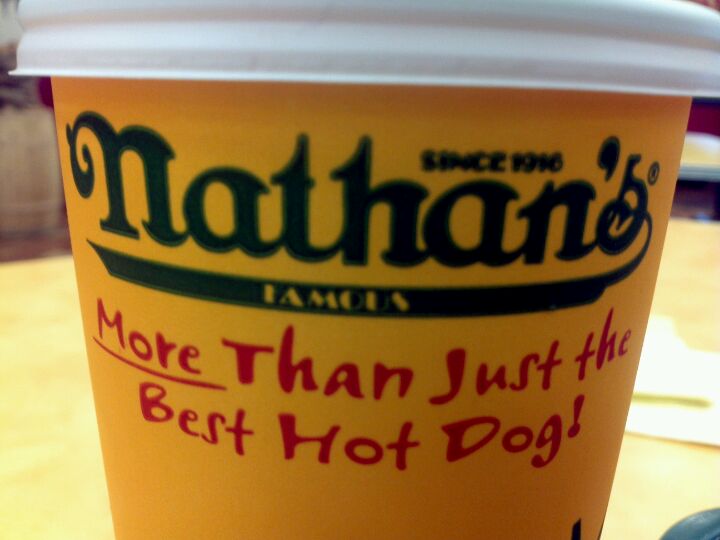 SINCE 1916
Nathan's®
FAMOUS
More Than Just the
Best Hot Dog!